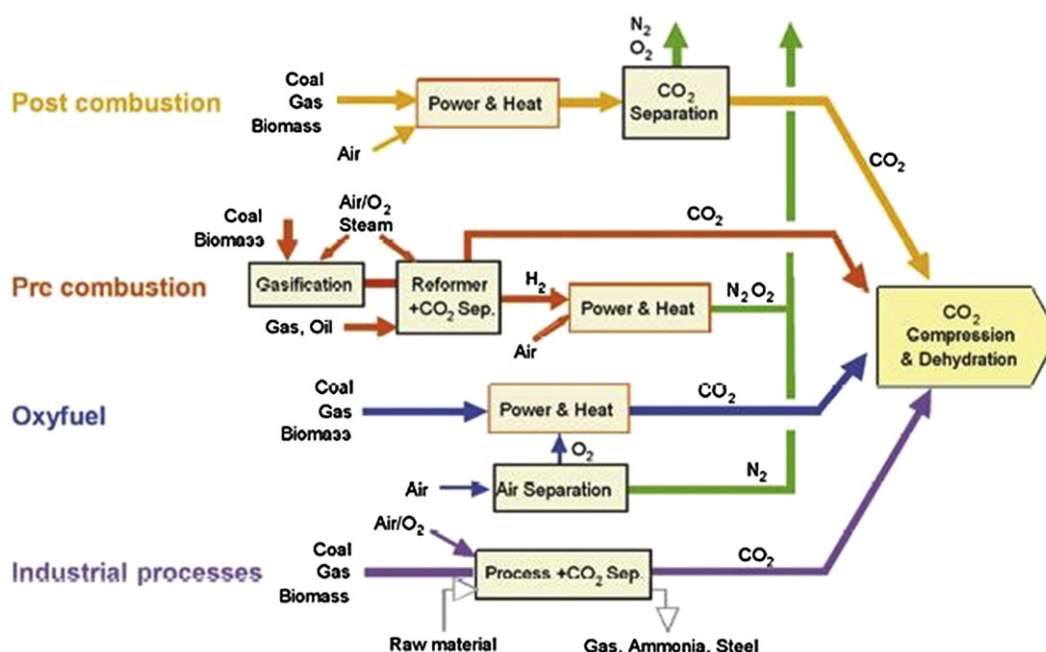 N2
O2
Coal
Gas
Biomass
Post combustion
Power & Heat
CO2
Separation
Air
CO2
Air/O2
Steam
Coal
Biomass
CO2
Prc combustion
Gasification
Reformer
+CO2 Sep.
H2
Power & Heat
N2O2
Gas, Oil
Air
CO2
Compression
& Dehydration
Coal
Gas
Biomass
Oxyfuel
Power & Heat
CO2
O2
Air
Air Separation
N2
Air/O2
Coal
Gas
Biomass
Industrial processes
Process +CO2 Sep.
CO2
Raw material
Gas, Ammonia, Steel